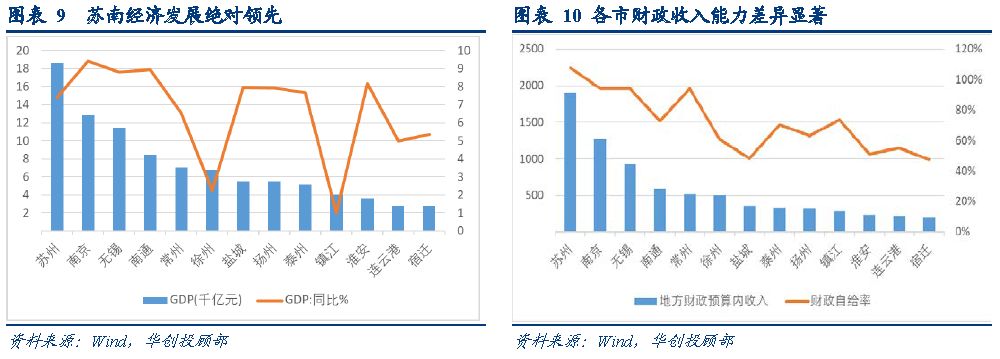 图表 9 苏南经济发展绝对领先
20
18
16
14
12
10
8
6
4
2
10
9
8
7
6
5
4
3
2
1
0
苏州
南京
无锡
南通
常州
徐州
盐城
扬州
泰州
镇江
淮安
连云港
宿迁
GDP(千亿元) GDP:同比%
资料来源：Wind，华创投顾部
图表 10 各市财政收入能力差异显著
2500
2000
1500
1000
500
120%
100%
80%
60%
40%
20%
0%
苏州
南京
无锡
南通
常州
徐州
盐城
泰州
扬州
镇江
淮安
连云港
宿迁
地方财政预算内收入 财政自给率
资料来源：Wind，华创投顾部